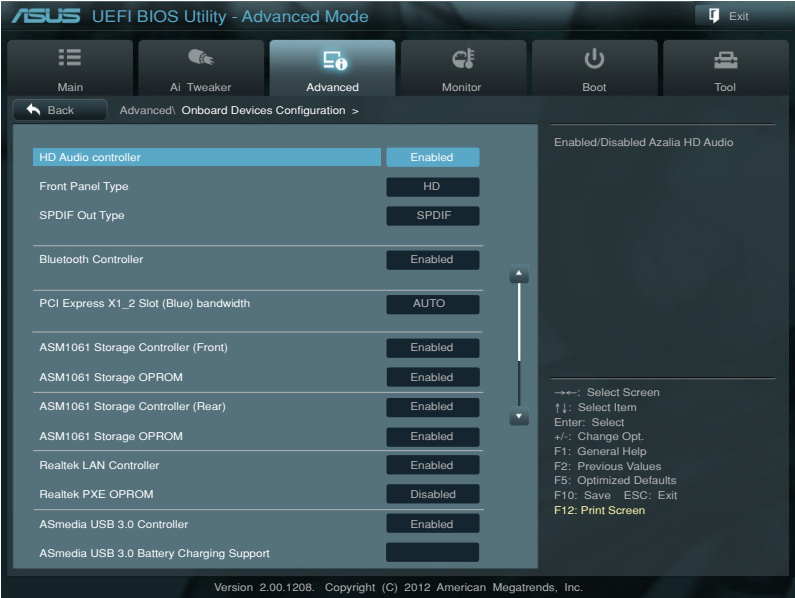 ASUS UEFI BIOS Utility - Advanced Mode
Exit
Main Ai Tweaker Advanced Monitor Boot Tool
Back Advanced\ Onboard Devices Configuration >
HD Audio controller Enabled
Front Panel Type HD
SPDIF Out Type SPDIF
Bluetooth Controller Enabled
PCI Express X1_2 Slot (Blue) bandwidth AUTO
ASM1061 Storage Controller (Front) Enabled
ASM1061 Storage OPROM Enabled
ASM1061 Storage Controller (Rear) Enabled
ASM1061 Storage OPROM Enabled
Realtek LAN Controller Enabled
Realtek PXE OPROM Disabled
ASmedia USB 3.0 Controller Enabled
ASmedia USB 3.0 Battery Charging Support
Enabled/Disabled Azalia HD Audio
→←: Select Screen
↑↓: Select Item
Enter: Select
+/-: Change Opt.
F1: General Help
F2: Previous Values
F5: Optimized Defaults
F10: Save ESC: Exit
F12: Print Screen
Version 2.00.1208. Copyright (C) 2012 American Megatrends, Inc.